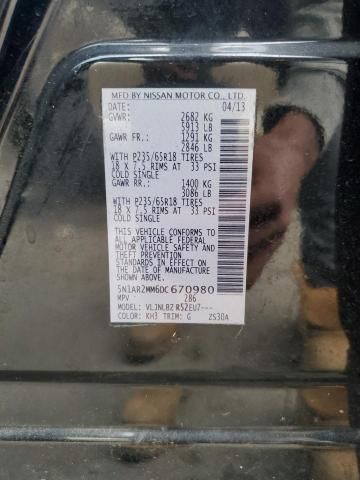 MFD BY NISSAN MOTOR CO., LTD.
DATE: 04/13
GVWR: 2682 KG
5913 LB
GAWR FR.: 1291 KG
2846 LB
WITH P235/65R18 TIRES
18 X 7.5 RIMS AT 33 PSI
COLD SINGLE
GAWR RR.: 1400 KG
3086 LB
WITH P235/65R18 TIRES
18 X 7.5 RIMS AT 33 PSI
COLD SINGLE
THIS VEHICLE CONFORMS TO
ALL APPLICABLE FEDERAL
MOTOR VEHICLE SAFETY AND
THEFT PREVENTION
STANDARDS IN EFFECT ON
THE DATE OF MANUFACTURE
SHOWN ABOVE.
5N1AR2MM6DC670980
MPV 286
MODEL: VLJNLBZ R52EU7---
COLOR: KH3 TRIM: G ZS30A